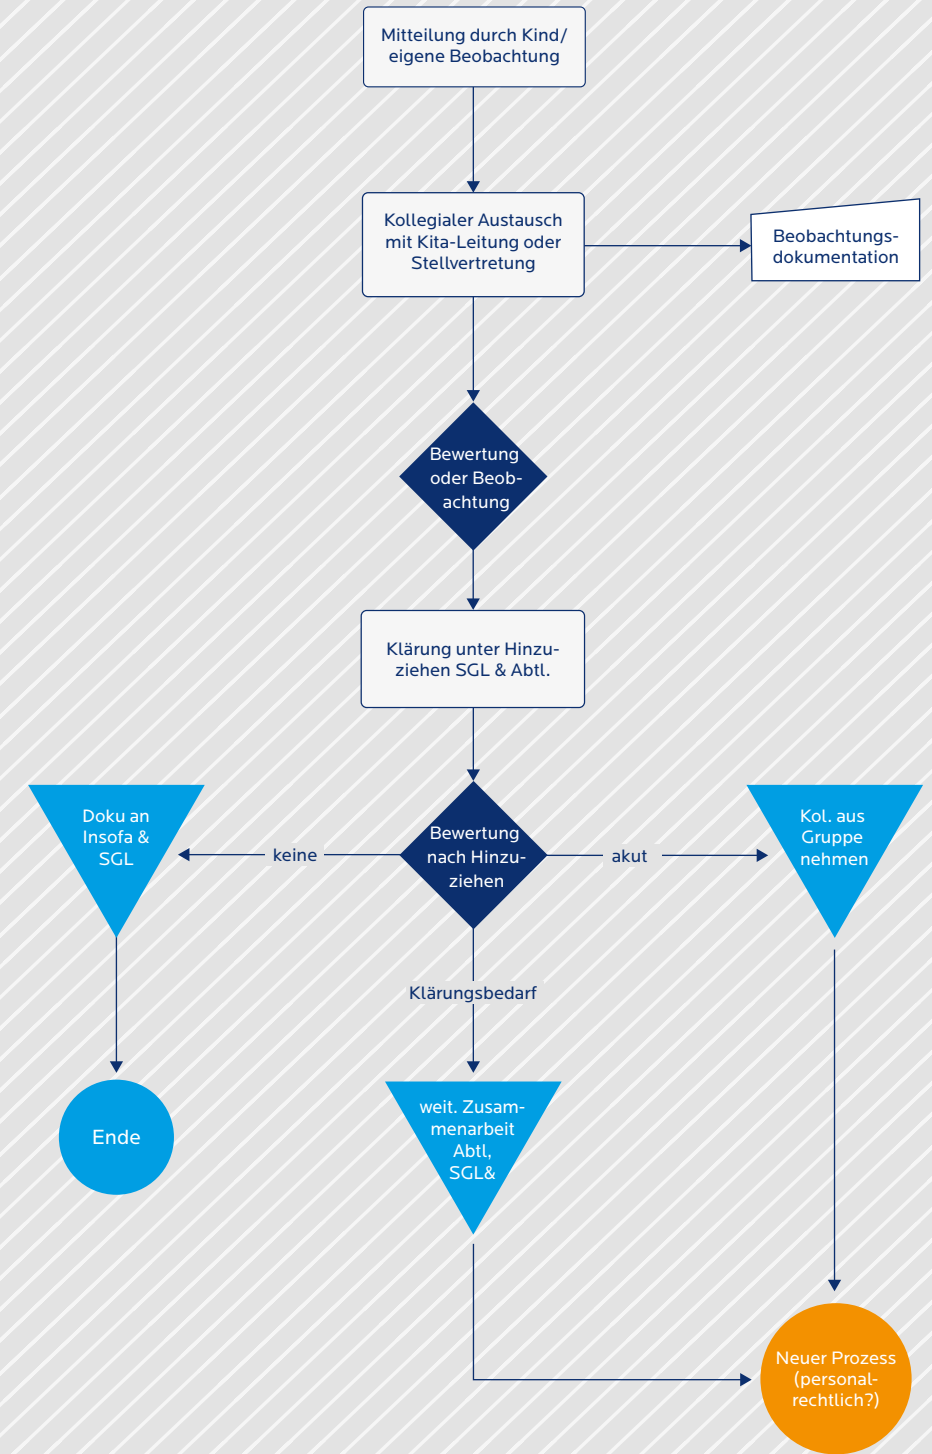 Mitteilung durch Kind/
eigene Beobachtung
Kollegialer Austausch
mit Kita-Leitung oder
Stellvertretung
Beobachtungs-
dokumentation
Bewertung
oder Beob-
achtung
Klärung unter Hinzu-
ziehen SGL & Abtl.
Doku an
Insofa &
SGL
keine
Bewertung
nach Hinzu-
ziehen
akut
Kol. aus
Gruppe
nehmen
Klärungsbedarf
Ende
weit. Zusam-
menarbeit
Abtl,
SGL&
Neuer Prozess
(personal-
rechtlich?)